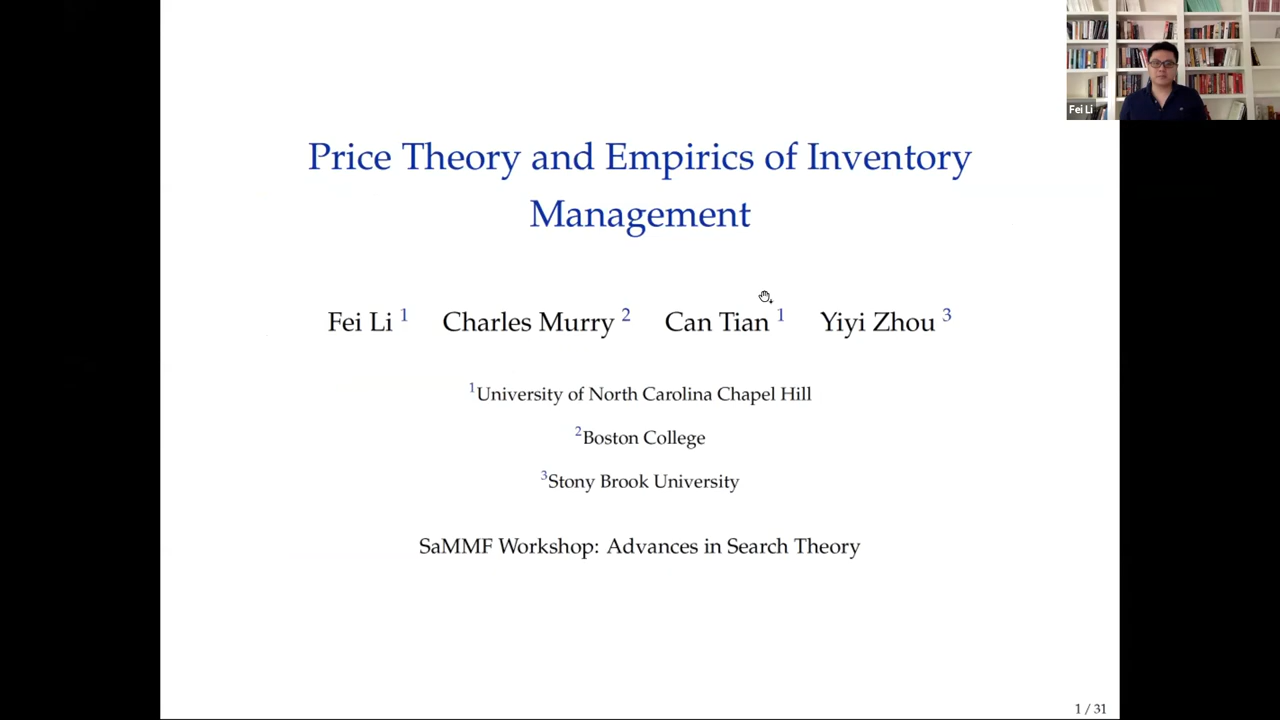 Fei Li
Price Theory and Empirics of Inventory
Management
Fei Li 1 Charles Murry 2 Can Tian 1 Yiyi Zhou 3
1University of North Carolina Chapel Hill
2Boston College
3Stony Brook University
SaMMF Workshop: Advances in Search Theory
1 / 31